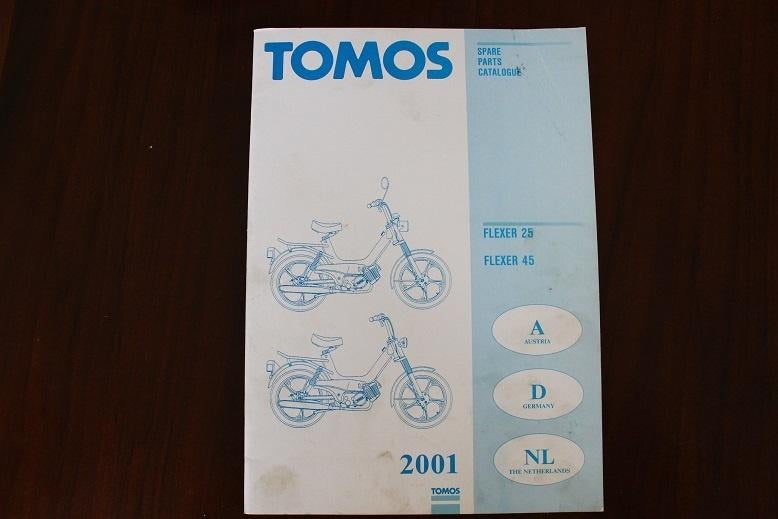 TOMOS
SPARE
PARTS
CATALOGUE
FLEXER 25
FLEXER 45
A
AUSTRIA
D
GERMANY
NL
THE NETHERLANDS
2001
TOMOS